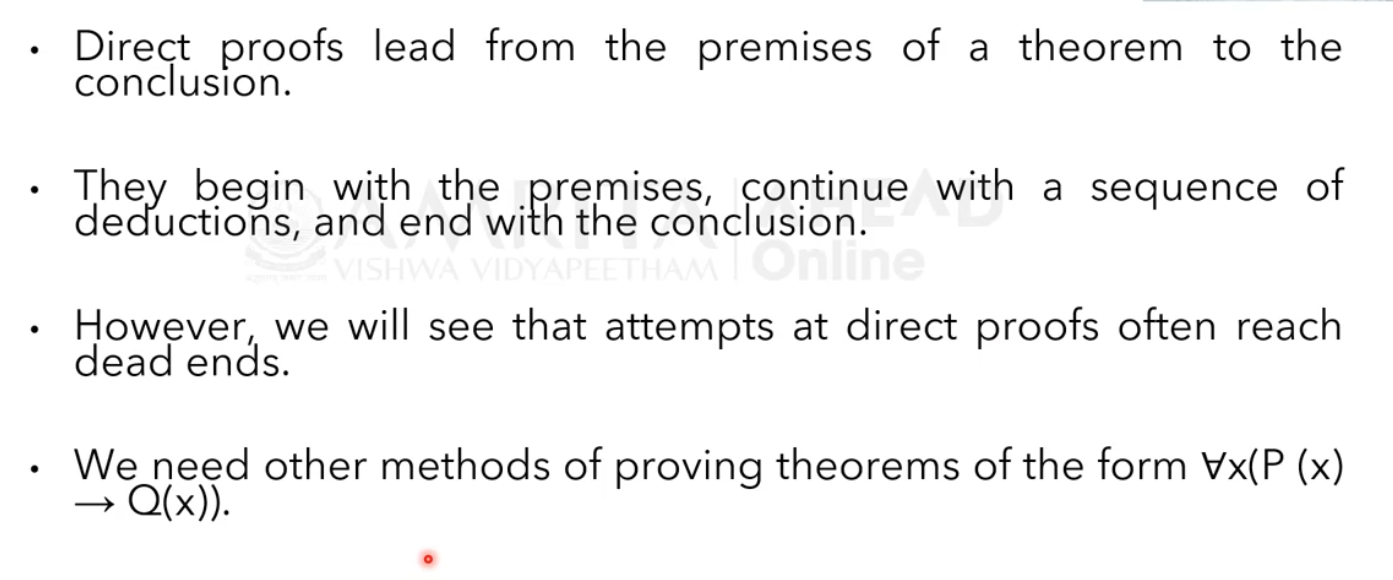 • Direct proofs lead from the premises of a theorem to the
conclusion.
• They begin with the premises, continue with a sequence of
deductions, and end with the conclusion.
AMRITA | AHEAD
VISHWA VIDYAPEETHAM | Online
• However, we will see that attempts at direct proofs often reach
dead ends.
• We need other methods of proving theorems of the form ∀x(P (x)
→ Q(x)).